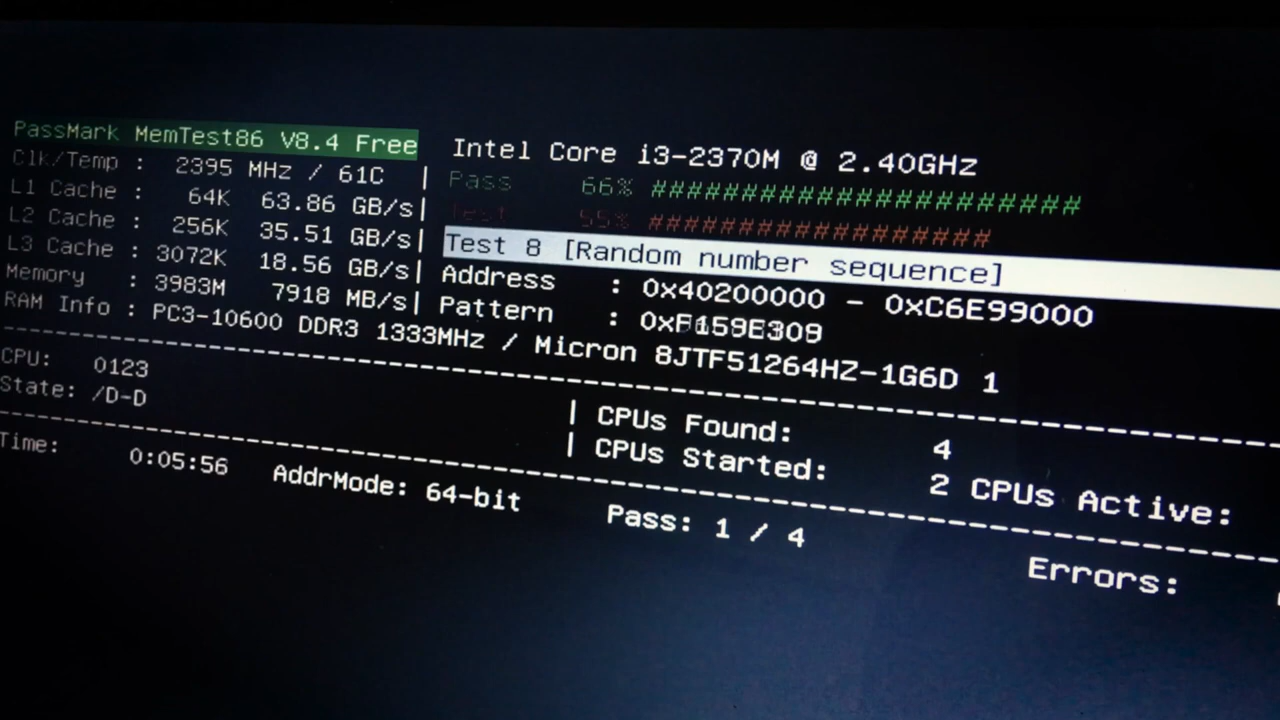 PassMark MemTest86 V8.4 Free
Intel Core i3-2370M @ 2.40GHz
Clk/Temp : 2395 MHz / 61C |
Pass 66% ########################
L1 Cache : 64K 63.86 GB/s|
Test 55% ###################
L2 Cache : 256K 35.51 GB/s|
Test 8 [Random number sequence]
L3 Cache : 3072K 18.56 GB/s|
Address : 0x40200000 - 0xC6E99000
Memory : 3983M 7918 MB/s|
Pattern :
RAM Info : PC3-10600 DDR3 1333MHz / Micron 8JTF51264HZ-1G6D 1
CPU: 0123
| CPUs Found: 4
State: /D-D
| CPUs Started: 2 CPUs Active:
Time: 0:05:56 AddrMode: 64-bit Pass: 1 / 4 Errors: